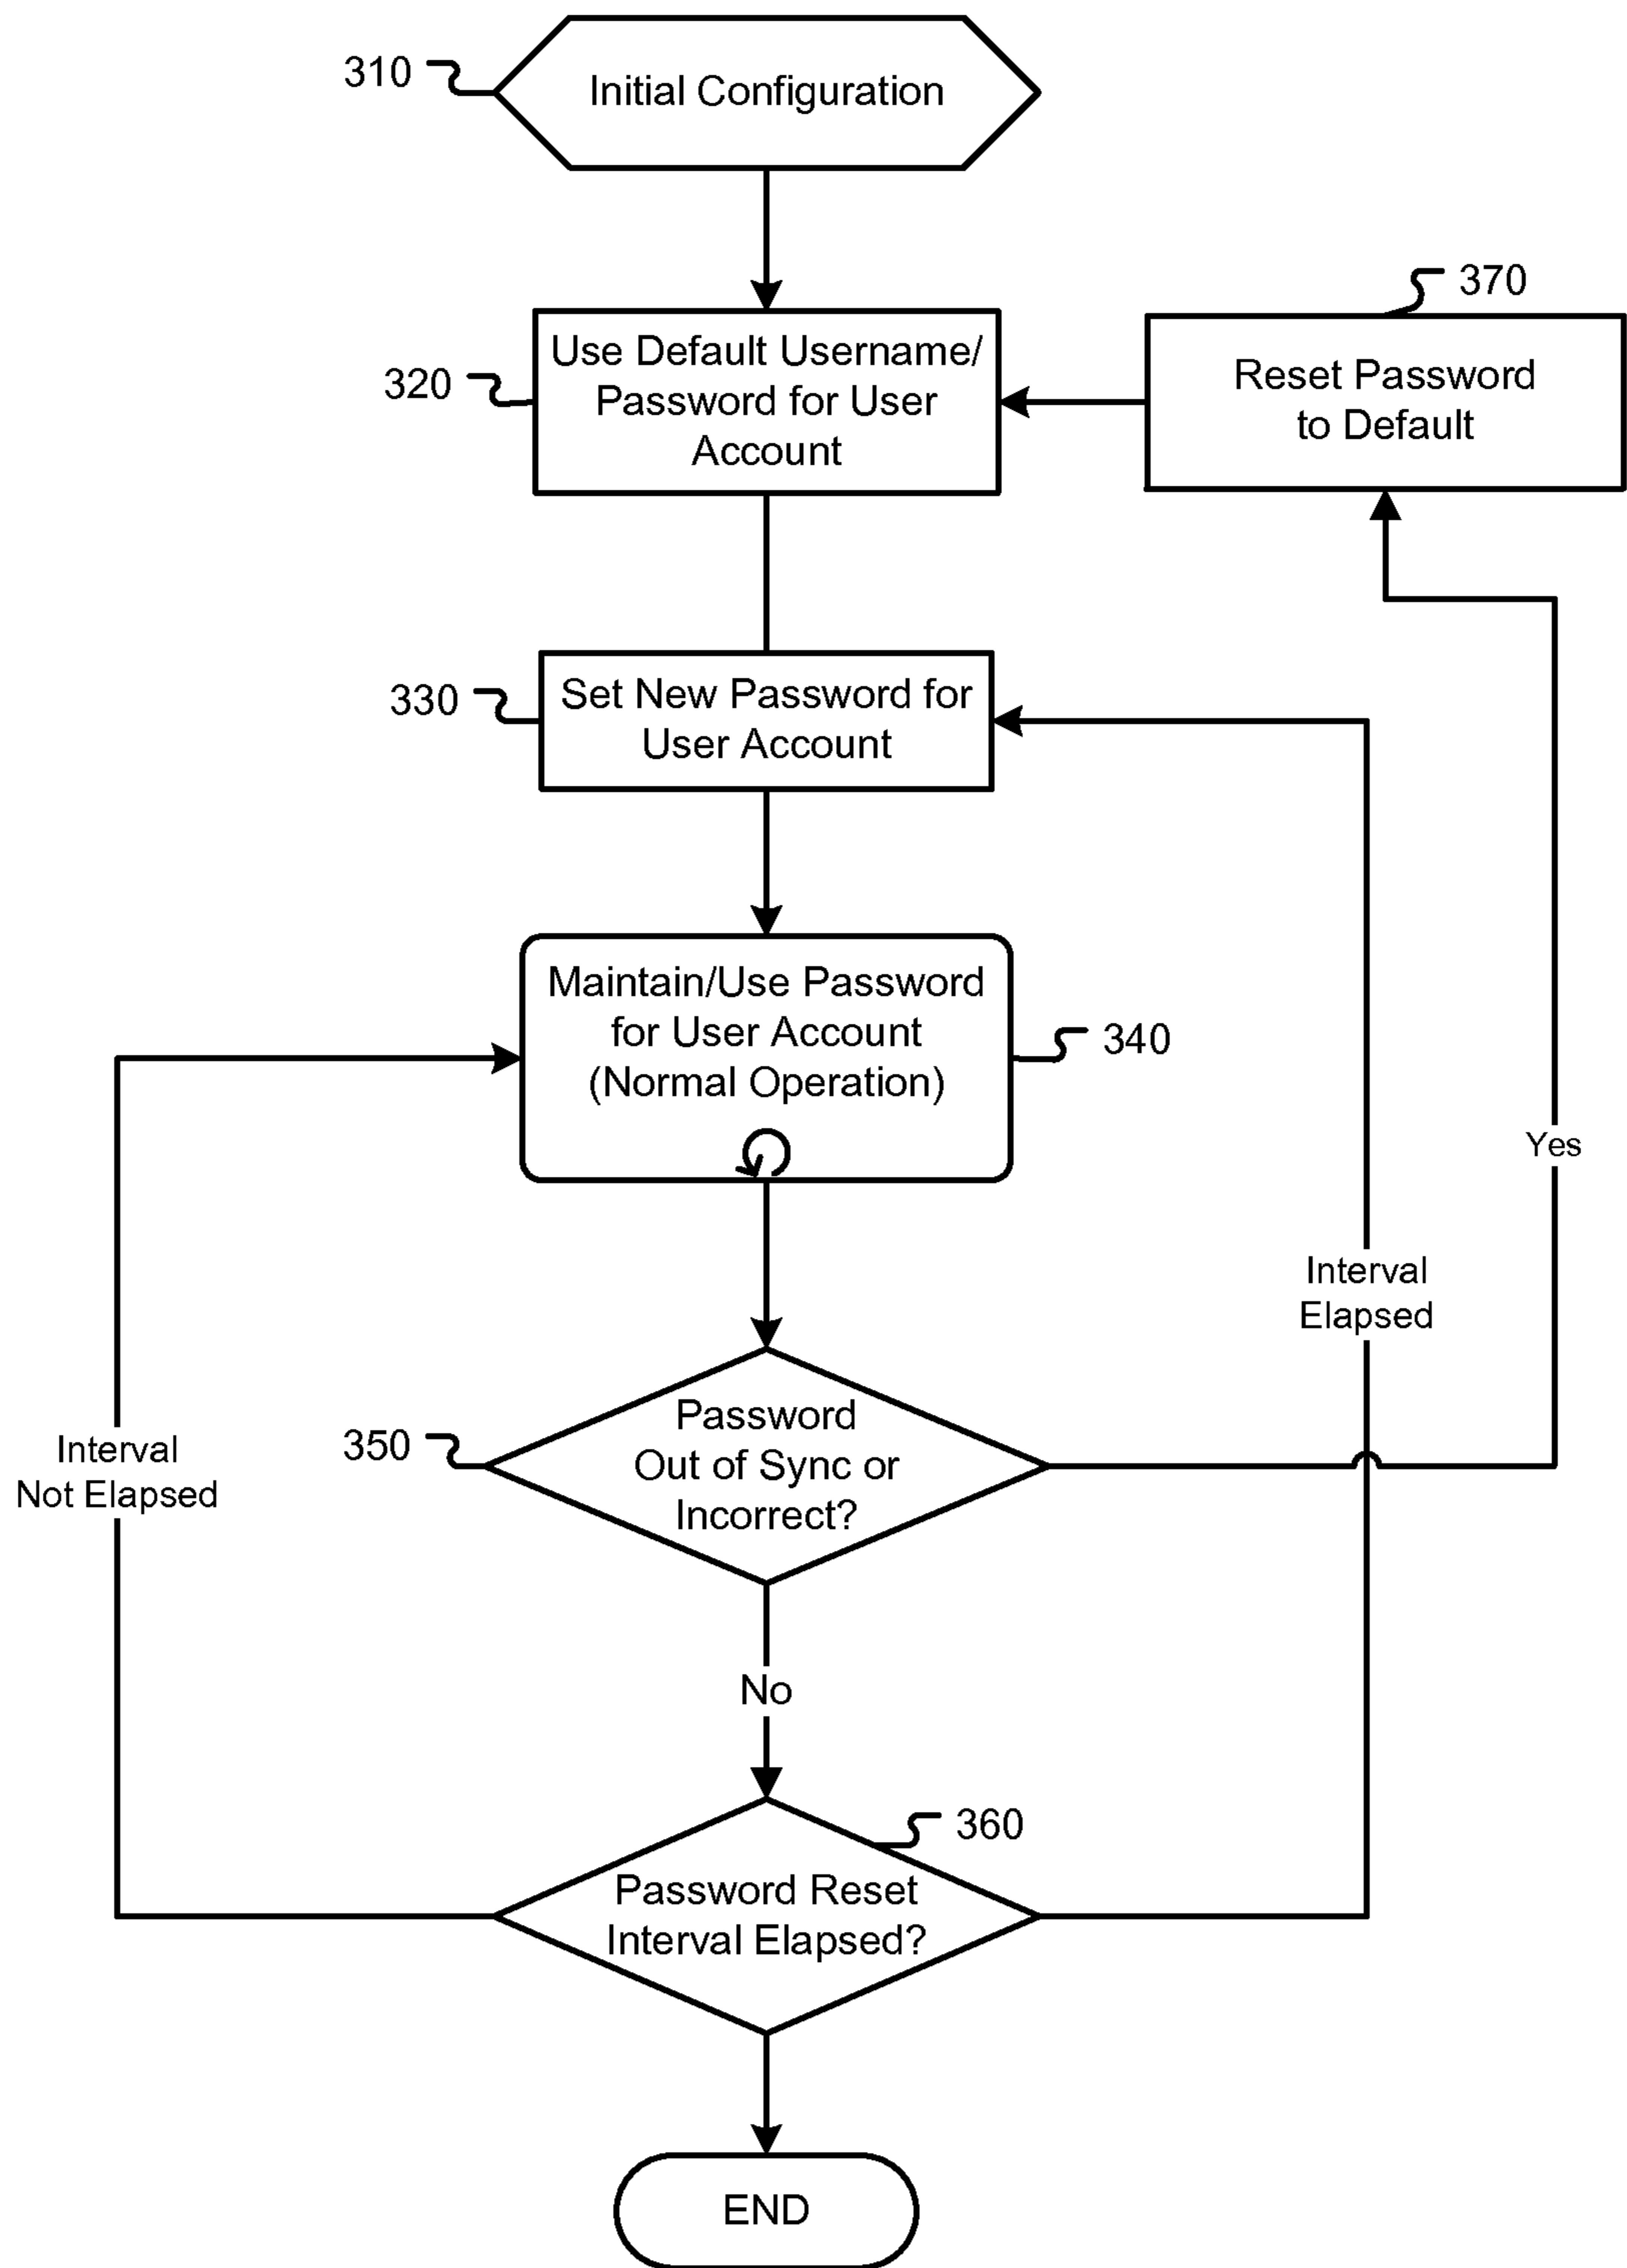 310
Initial Configuration
370
Use Default Username/
Password for User
Account
320
Reset Password
to Default
330
Set New Password for
User Account
Maintain/Use Password
for User Account
(Normal Operation)
340
Yes
Interval
Elapsed
350
Password
Out of Sync or
Incorrect?
Interval
Not Elapsed
No
360
Password Reset
Interval Elapsed?
END